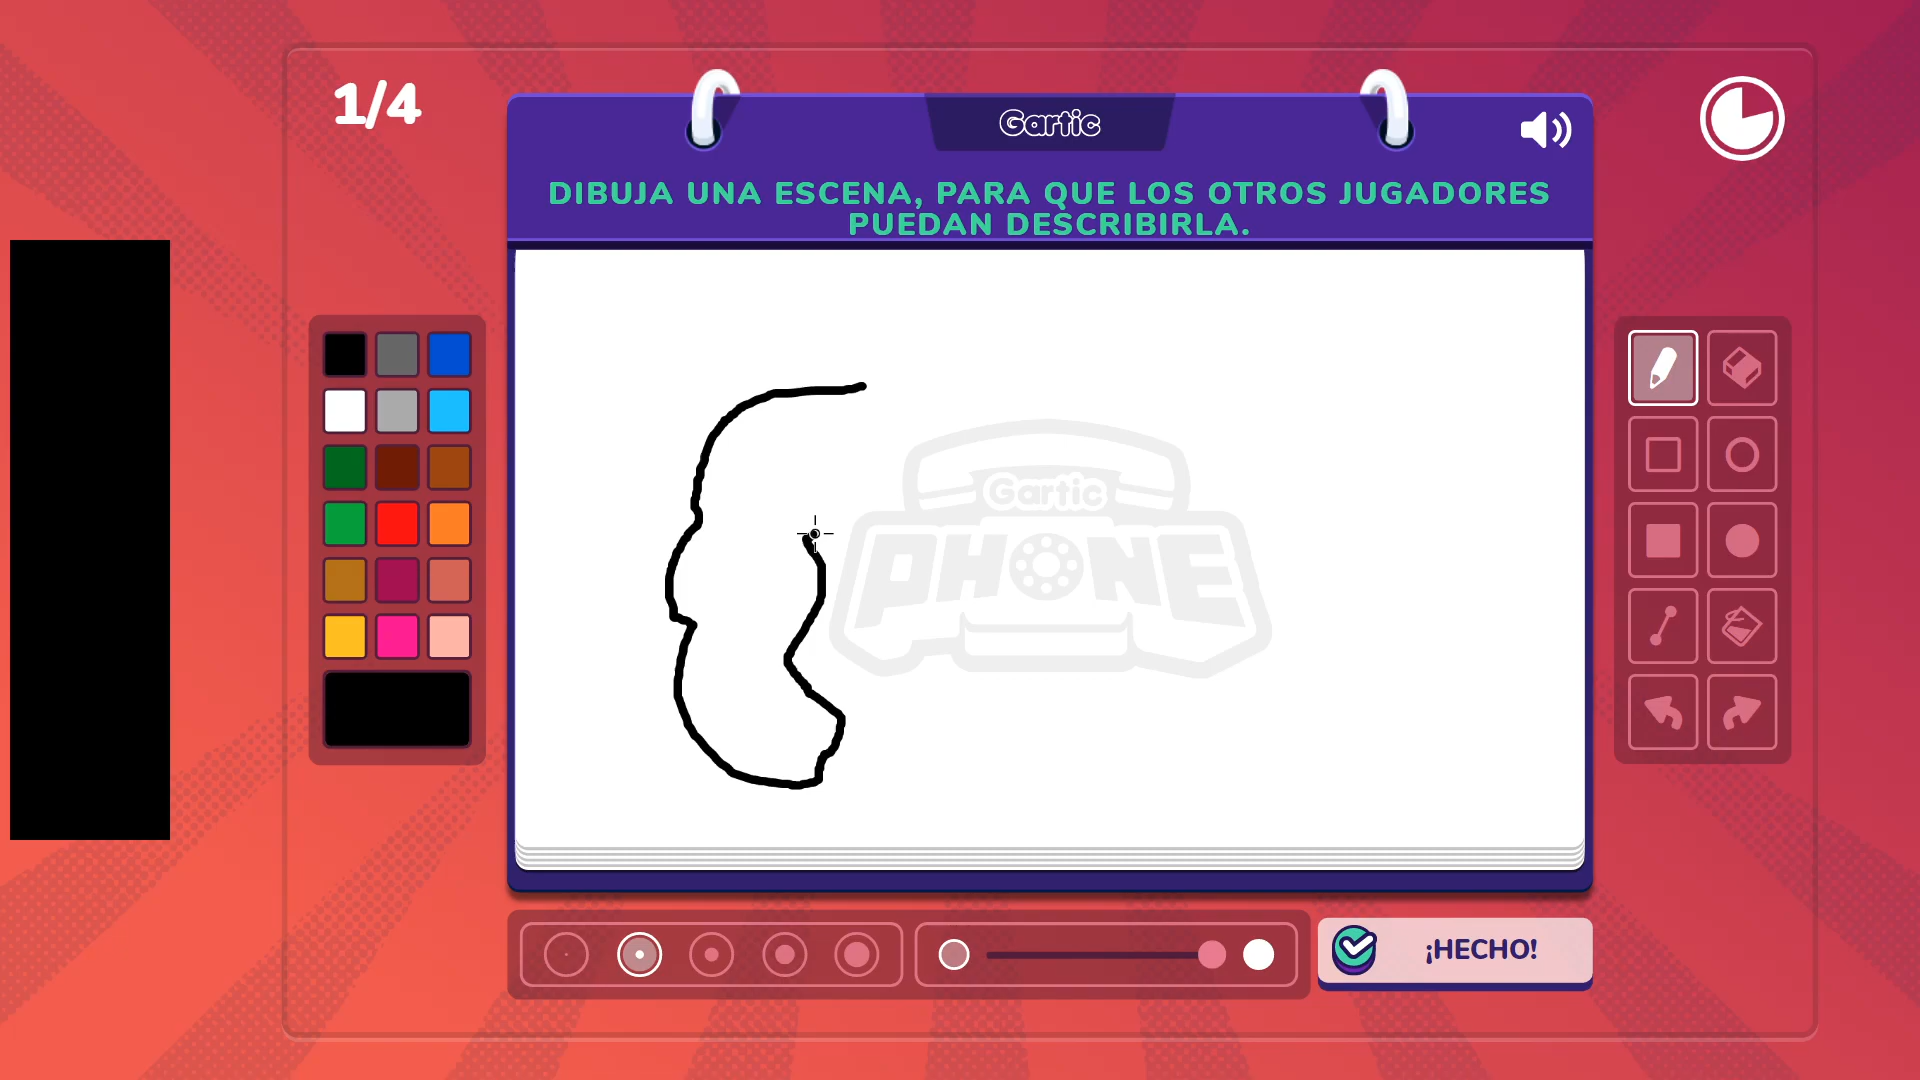 1/4
Gartic
DIBUJA UNA ESCENA, PARA QUE LOS OTROS JUGADORES
PUEDAN DESCRIBIRLA.
Gartic
PHONE
¡HECHO!